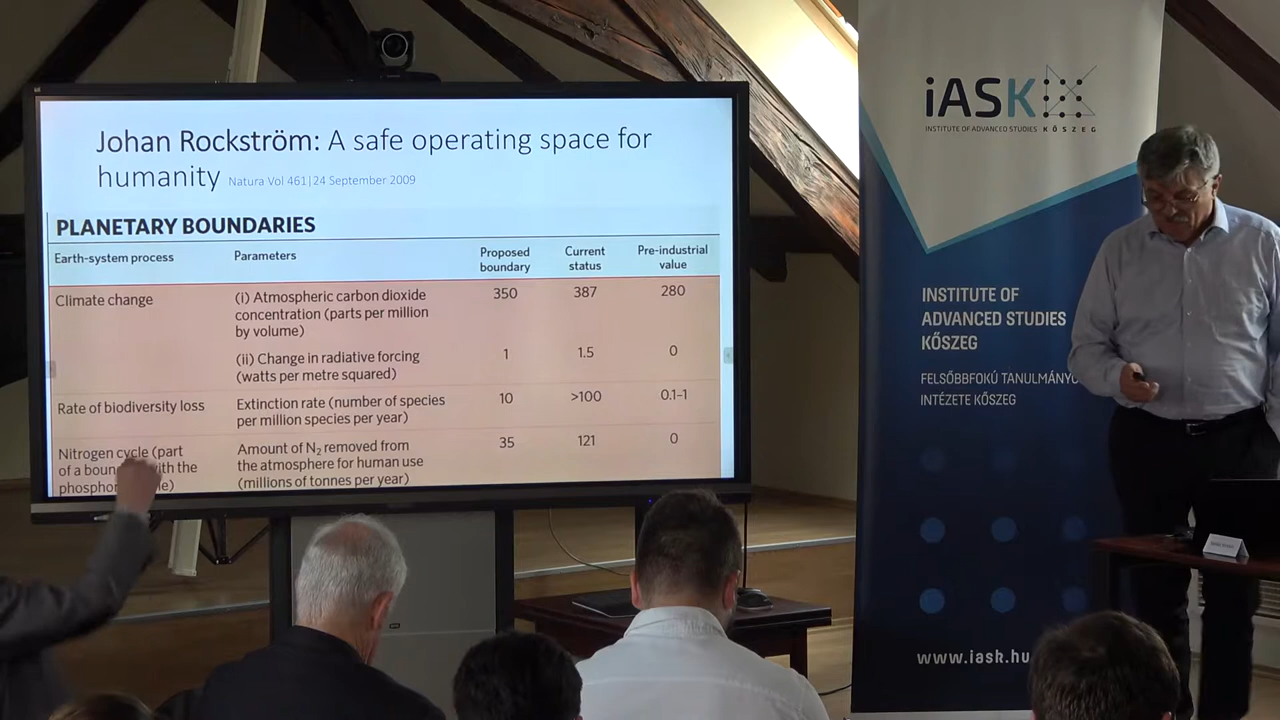 Johan Rockström: A safe operating space for
humanity Natura Vol 461|24 September 2009
PLANETARY BOUNDARIES
Earth-system process Parameters Proposed boundary Current status Pre-industrial value
Climate change (i) Atmospheric carbon dioxide 350 387 280
concentration (parts per million
by volume)
(ii) Change in radiative forcing 1 1.5 0
(watts per metre squared)
Rate of biodiversity loss Extinction rate (number of species 10 >100 0.1–1
per million species per year)
Nitrogen cycle (part Amount of N₂ removed from 35 121 0
of a with the the atmosphere for human use
(millions of tonnes per year)
iASK
INSTITUTE OF ADVANCED STUDIES KŐSZEG
INSTITUTE OF
ADVANCED STUDIES
KŐSZEG
FELSŐBBFOKÚ
INTÉZETE KŐSZEG
www.iask.hu